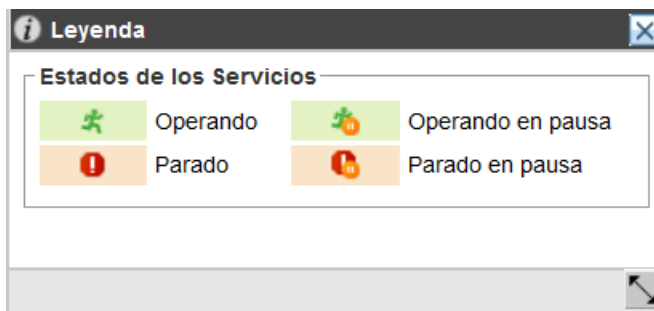 Leyenda
Estados de los Servicios
Operando Operando en pausa
Parado Parado en pausa